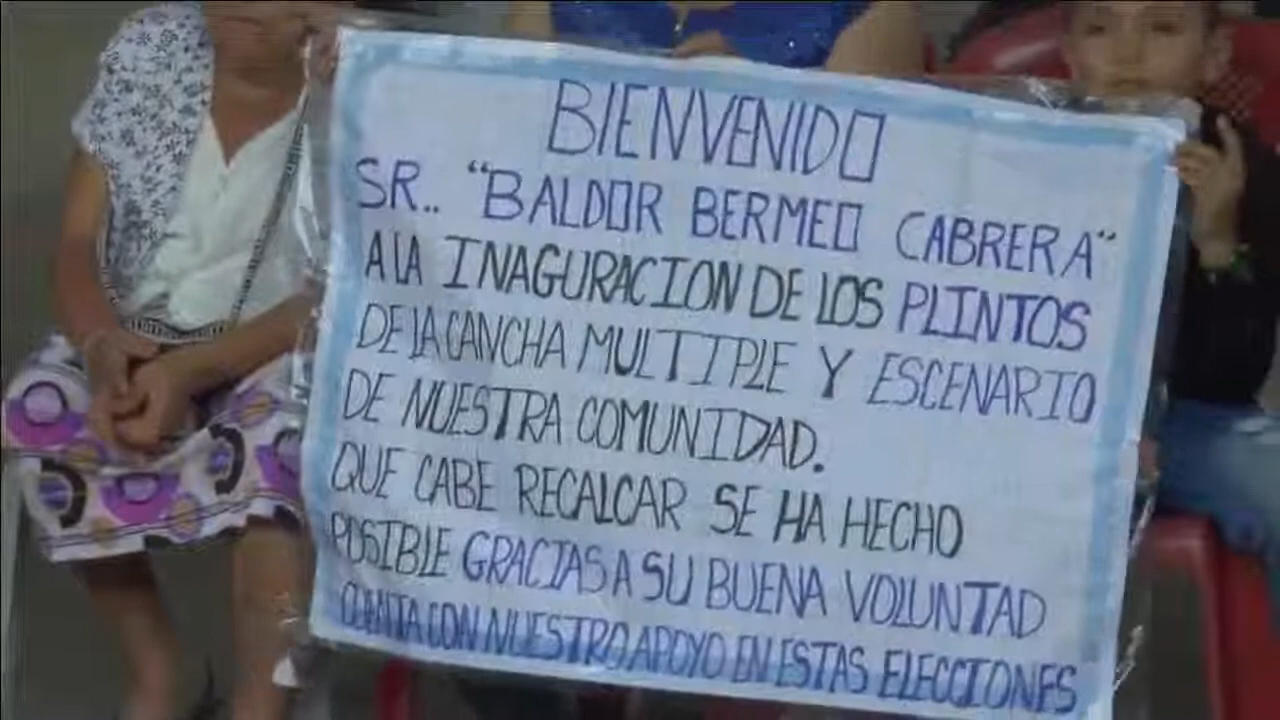 BIENVENIDO
SR.. "BALDOR BERMEO CABRERA"
A LA INAGURACION DE LOS PLINTOS
DE LA CANCHA MULTIPLE Y ESCENARIO
DE NUESTRA COMUNIDAD.
QUE CABE RECALCAR SE HA HECHO
POSIBLE GRACIAS A SU BUENA VOLUNTAD
CUENTA CON NUESTRO APOYO EN ESTAS ELECCIONES